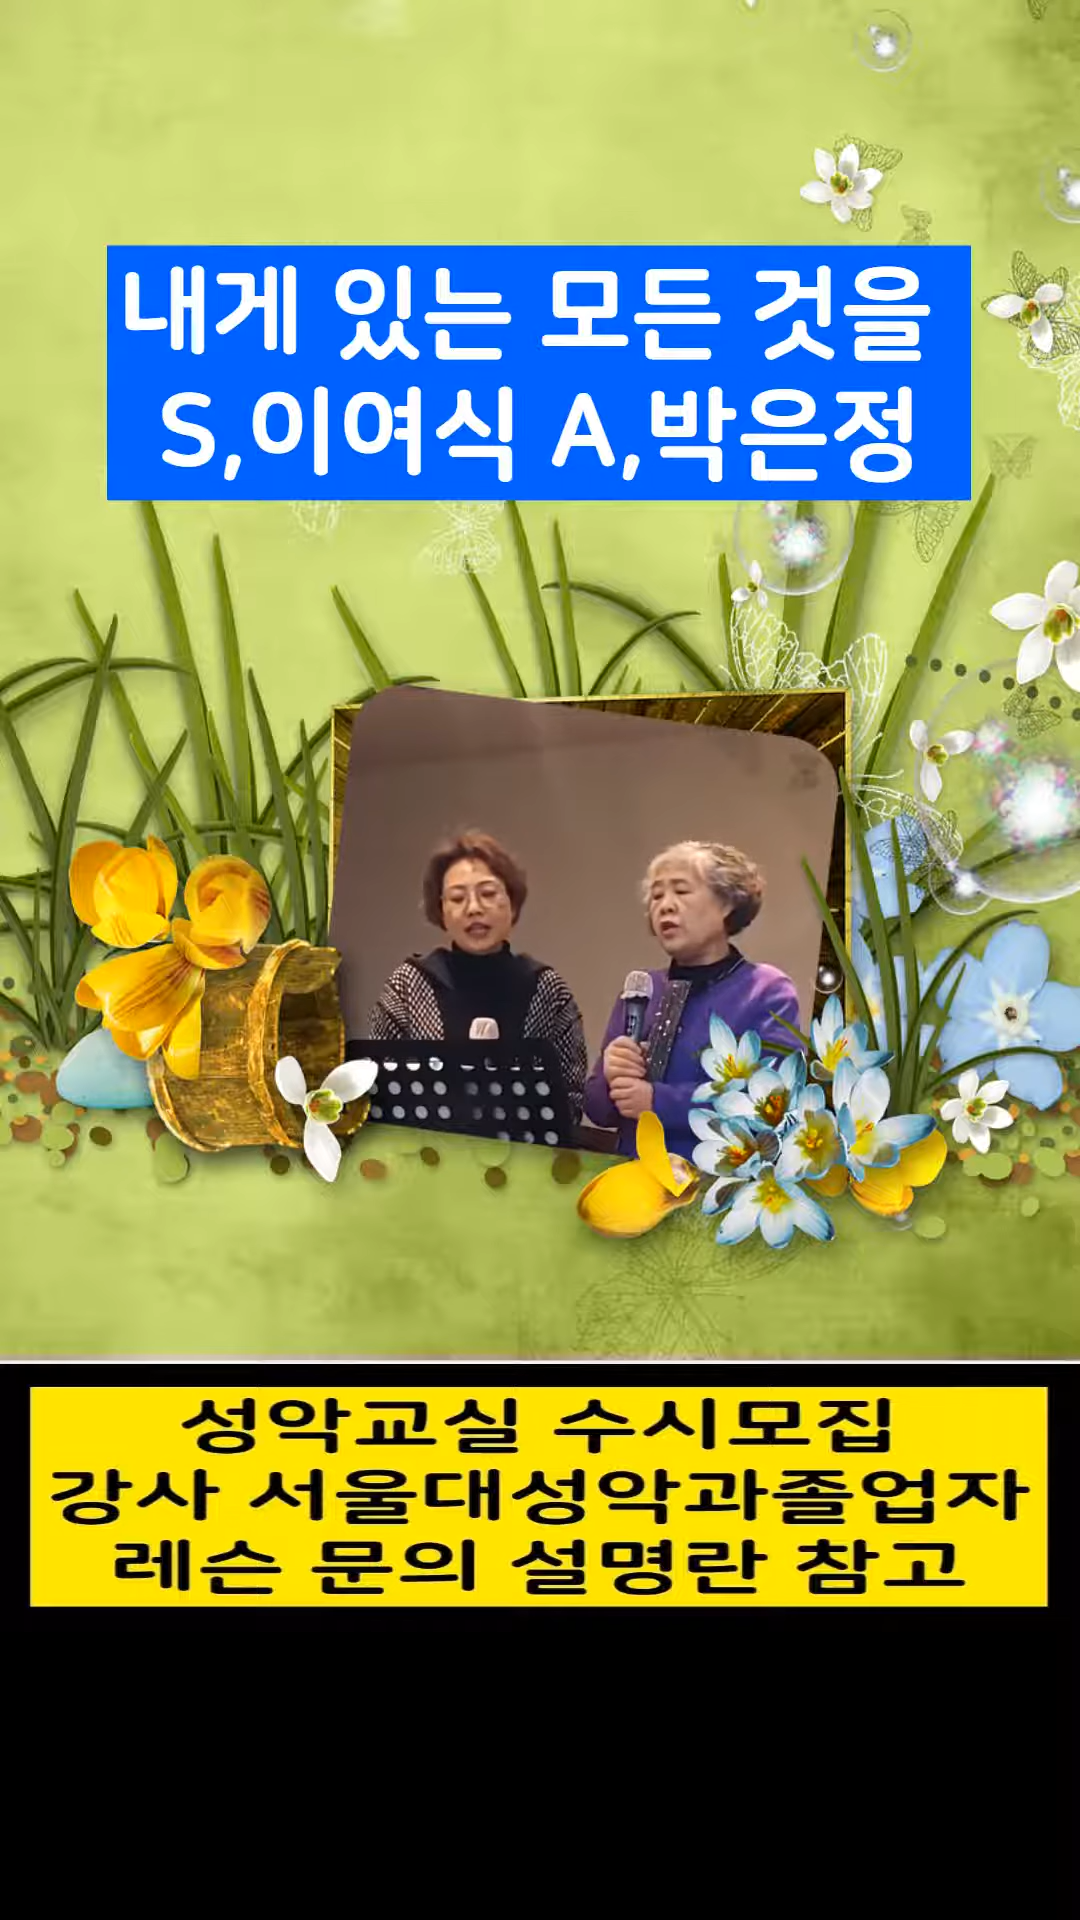 내게 있는 모든 것을
S,이여식 A,박은정
성악교실 수시모집
강사 서울대성악과졸업자
레슨 문의 설명란 참고